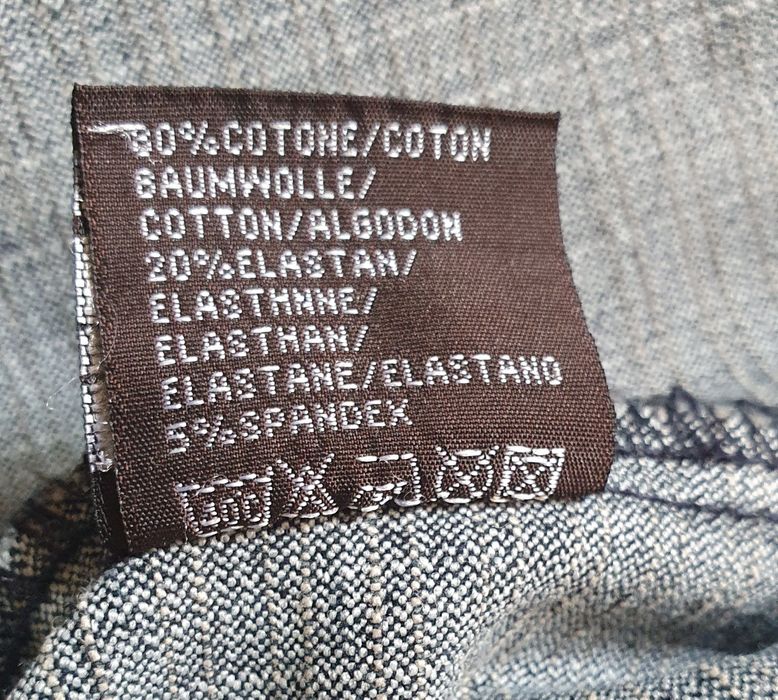 80%COTONE/COTON
BAUMWOLLE/
COTTON/ALGODON
20%ELASTAN/
ELASTHNNE/
ELASTHAN/
ELASTANE/ELASTANO
5%SPANDEX